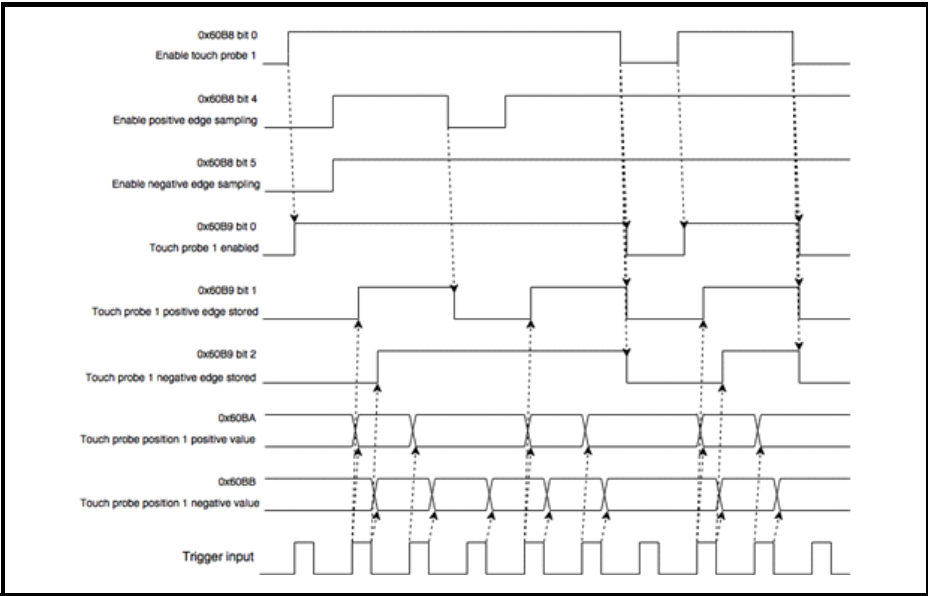 0x60B8 bit 0
Enable touch probe 1
0x60B8 bit 4
Enable positive edge sampling
0x60B8 bit 5
Enable negative edge sampling
0x60B9 bit 0
Touch probe 1 enabled
0x60B9 bit 1
Touch probe 1 positive edge stored
0x60B9 bit 2
Touch probe 1 negative edge stored
0x60BA
Touch probe position 1 positive value
0x60BB
Touch probe position 1 negative value
Trigger input